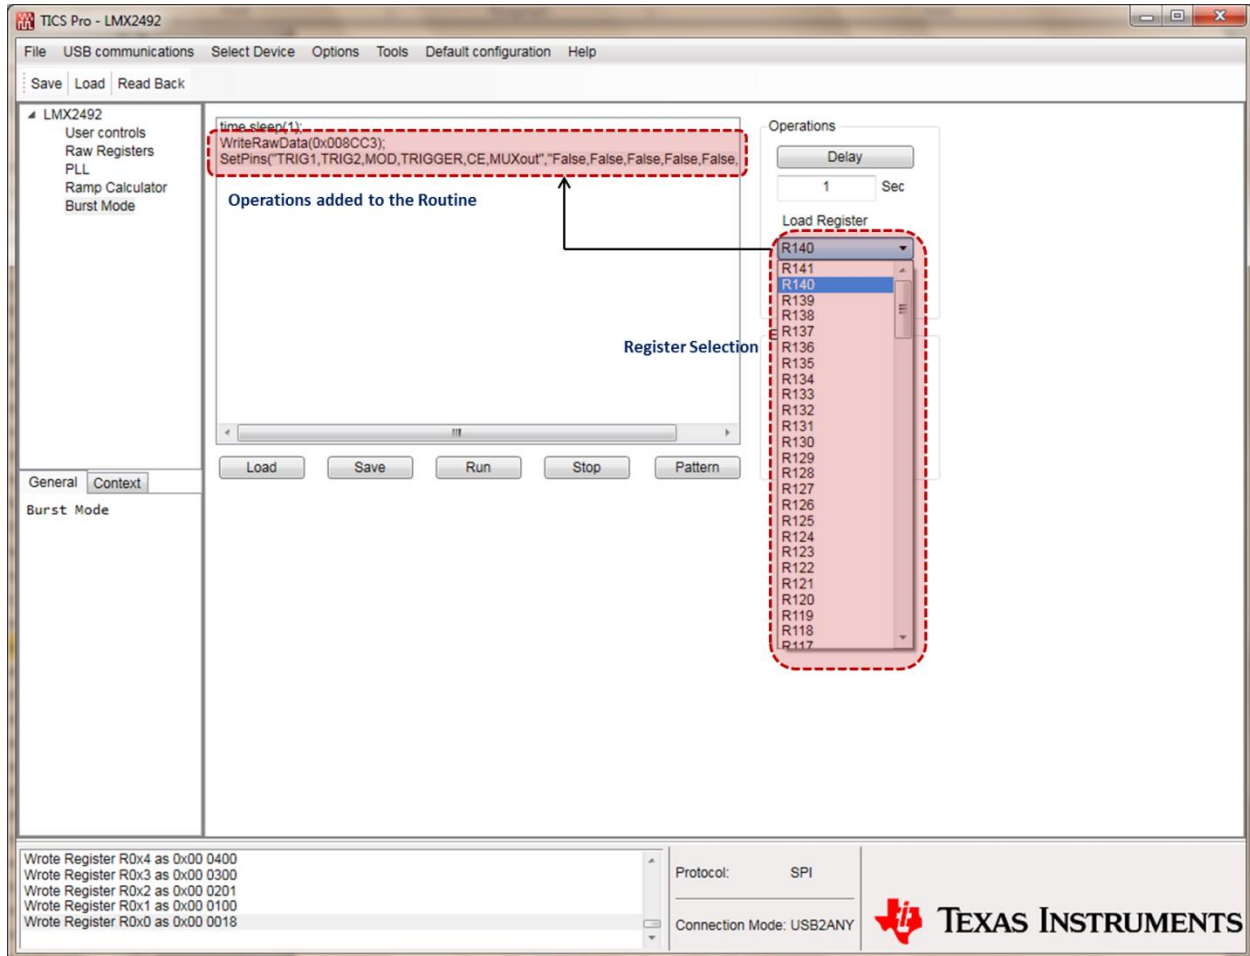 TICS Pro - LMX2492
File USB communications Select Device Options Tools Default configuration Help
Save Load Read Back
LMX2492
User controls
Raw Registers
PLL
Ramp Calculator
Burst Mode
time.sleep(1);
WriteRawData(0x008CC3);
SetPins("TRIG1,TRIG2,MOD,TRIGGER,CE,MUXout","False,False,False,False,False,
Operations added to the Routine
Operations
Delay
1 Sec
Load Register
R140
R141
R140
R139
R138
R137
Register Selection
R136
R135
R134
R133
R132
R131
R130
R129
R128
R127
R126
R125
R124
R123
R122
R121
R120
R119
R118
R117
Load Save Run Stop Pattern
General Context
Burst Mode
Wrote Register R0x4 as 0x00 0400
Wrote Register R0x3 as 0x00 0300
Wrote Register R0x2 as 0x00 0201
Wrote Register R0x1 as 0x00 0100
Wrote Register R0x0 as 0x00 0018
Protocol: SPI
Connection Mode: USB2ANY
TEXAS INSTRUMENTS